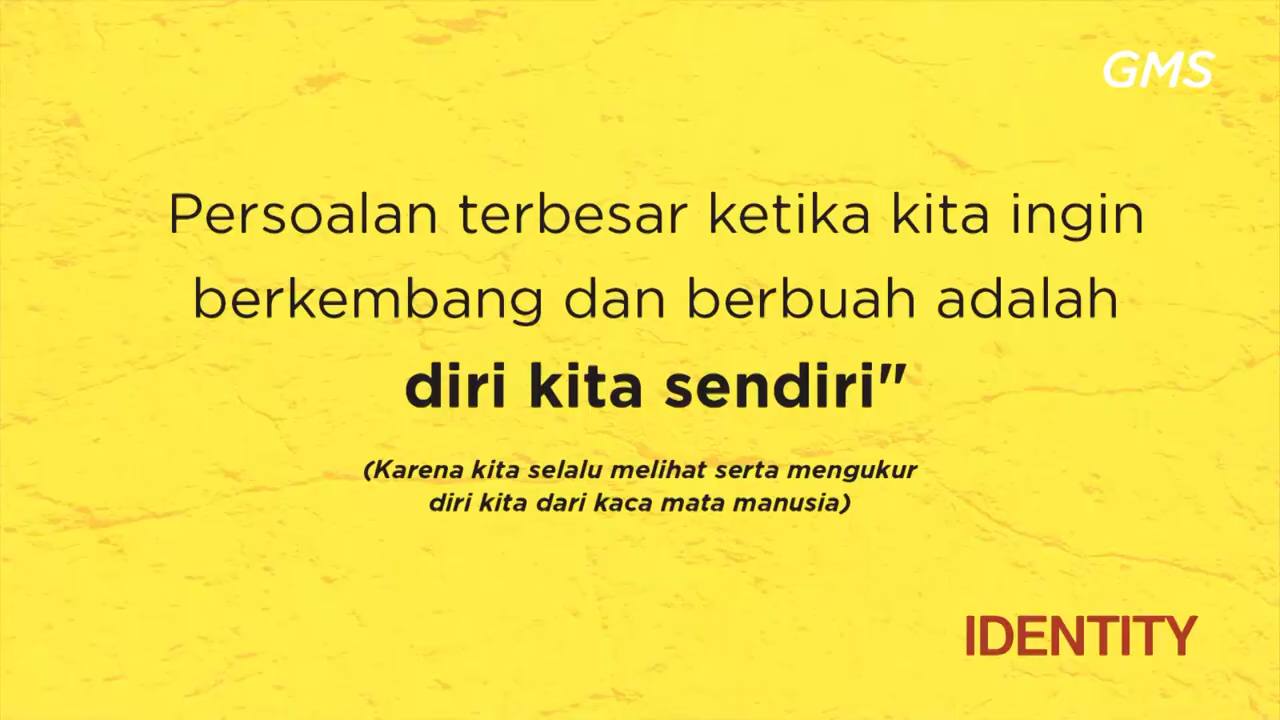 GMS
Persoalan terbesar ketika kita ingin
berkembang dan berbuah adalah
diri kita sendiri"
(Karena kita selalu melihat serta mengukur
diri kita dari kaca mata manusia)
IDENTITY